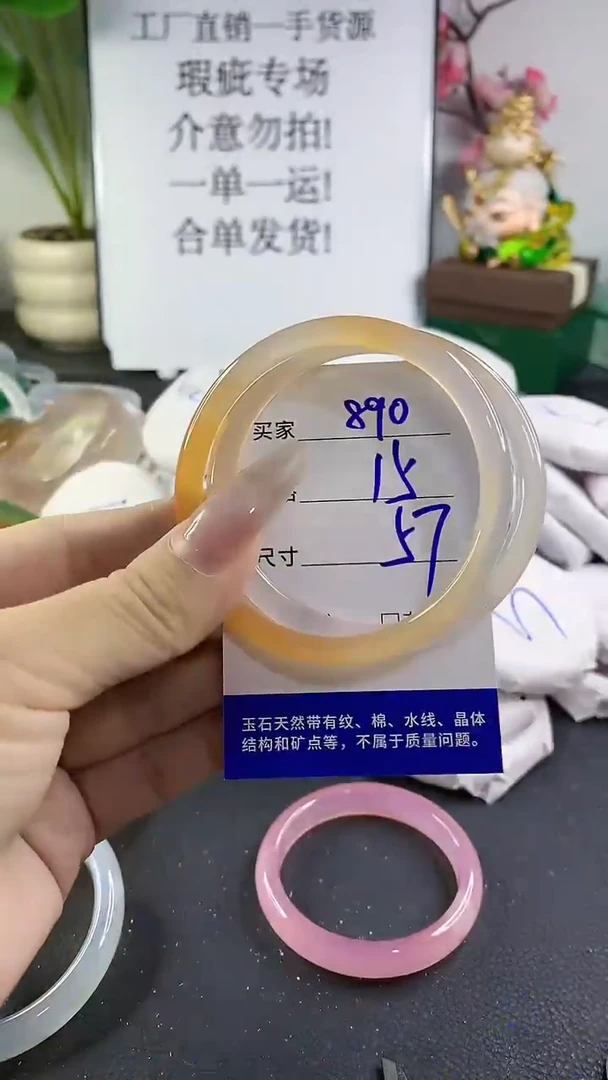 工厂直销一手货源
瑕疵专场
介意勿拍!
一单一运!
合单发货!
买家 890
15
尺寸 57
玉石天然带有纹、棉、水线、晶体
结构和矿点等，不属于质量问题。